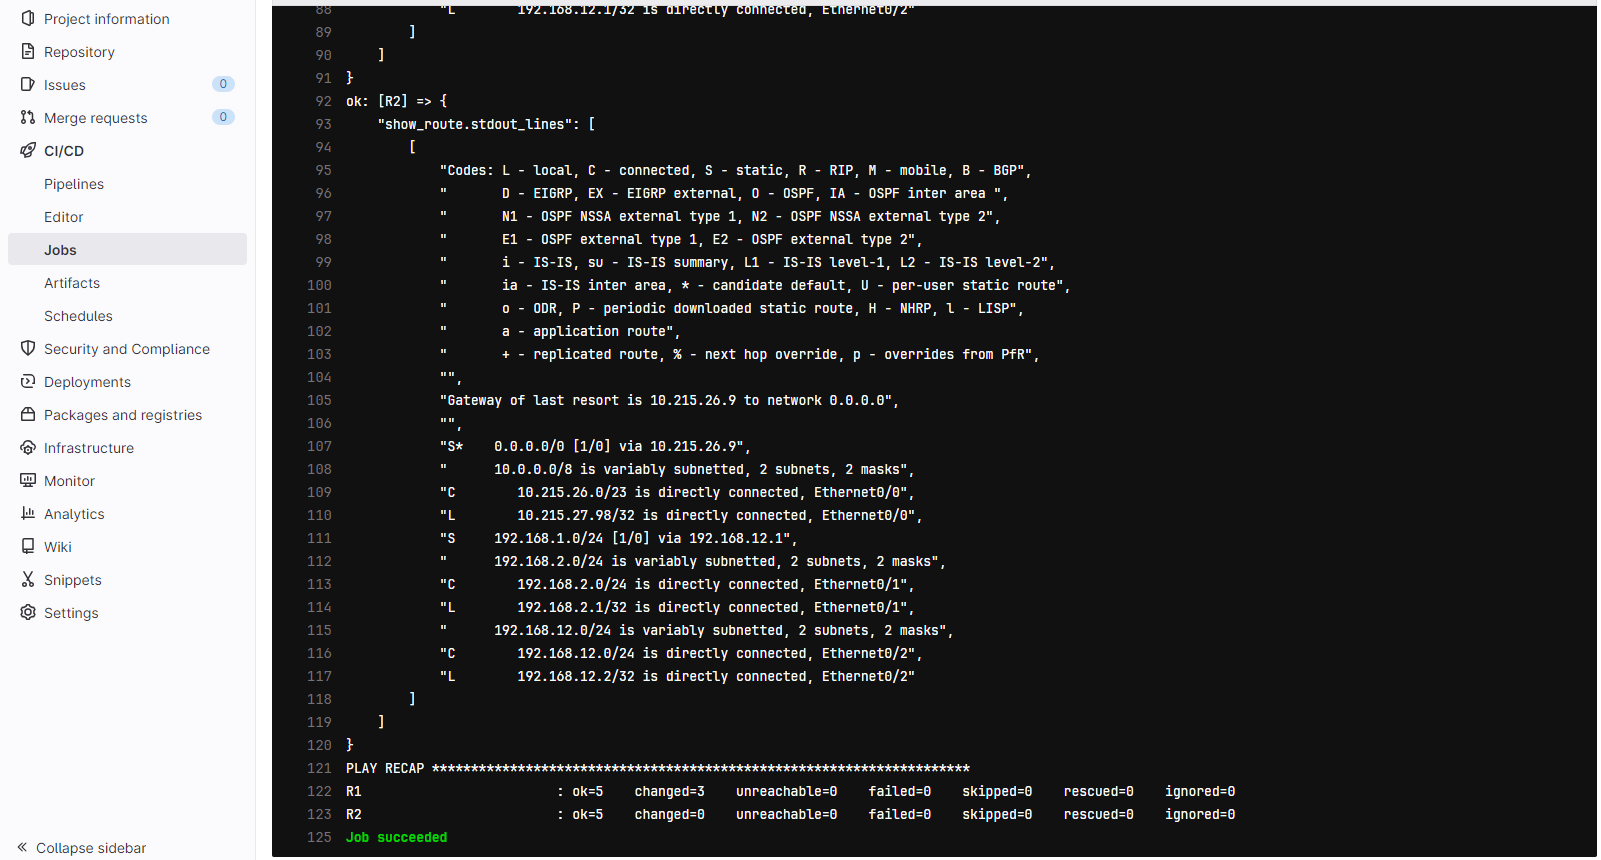 Project information
Repository
Issues 0
Merge requests 0
CI/CD
Pipelines
Editor
Jobs
Artifacts
Schedules
Security and Compliance
Deployments
Packages and registries
Infrastructure
Monitor
Analytics
Wiki
Snippets
Settings
Collapse sidebar
88 "L 192.168.12.1/32 is directly connected, Ethernet0/2"
89 ]
90 ]
91 }
92 ok: [R2] => {
93 "show_route.stdout_lines": [
94 [
95 "Codes: L - local, C - connected, S - static, R - RIP, M - mobile, B - BGP",
96 " D - EIGRP, EX - EIGRP external, O - OSPF, IA - OSPF inter area ",
97 " N1 - OSPF NSSA external type 1, N2 - OSPF NSSA external type 2",
98 " E1 - OSPF external type 1, E2 - OSPF external type 2",
99 " i - IS-IS, su - IS-IS summary, L1 - IS-IS level-1, L2 - IS-IS level-2",
100 " ia - IS-IS inter area, * - candidate default, U - per-user static route",
101 " o - ODR, P - periodic downloaded static route, H - NHRP, l - LISP",
102 " a - application route",
103 " + - replicated route, % - next hop override, p - overrides from PfR",
104 "",
105 "Gateway of last resort is 10.215.26.9 to network 0.0.0.0",
106 "",
107 "S* 0.0.0.0/0 [1/0] via 10.215.26.9",
108 " 10.0.0.0/8 is variably subnetted, 2 subnets, 2 masks",
109 "C 10.215.26.0/23 is directly connected, Ethernet0/0",
110 "L 10.215.27.98/32 is directly connected, Ethernet0/0",
111 "S 192.168.1.0/24 [1/0] via 192.168.12.1",
112 " 192.168.2.0/24 is variably subnetted, 2 subnets, 2 masks",
113 "C 192.168.2.0/24 is directly connected, Ethernet0/1",
114 "L 192.168.2.1/32 is directly connected, Ethernet0/1",
115 " 192.168.12.0/24 is variably subnetted, 2 subnets, 2 masks",
116 "C 192.168.12.0/24 is directly connected, Ethernet0/2",
117 "L 192.168.12.2/32 is directly connected, Ethernet0/2"
118 ]
119 ]
120 }
121 PLAY RECAP *********************************************************************
122 R1 : ok=5 changed=3 unreachable=0 failed=0 skipped=0 rescued=0 ignored=0
123 R2 : ok=5 changed=0 unreachable=0 failed=0 skipped=0 rescued=0 ignored=0
125 Job succeeded